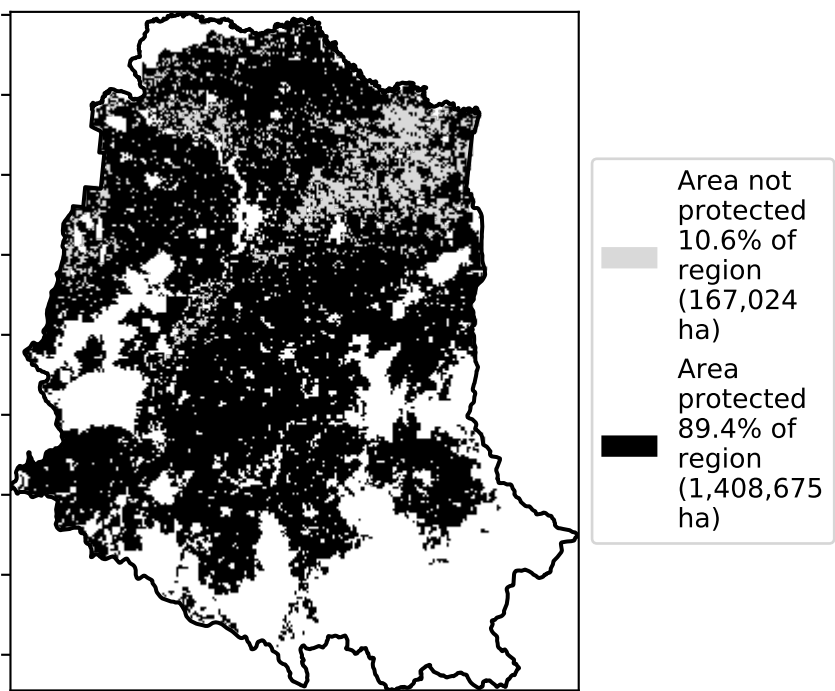 Area not
protected
10.6% of
region
(167,024
ha)
Area
protected
89.4% of
region
(1,408,675
ha)